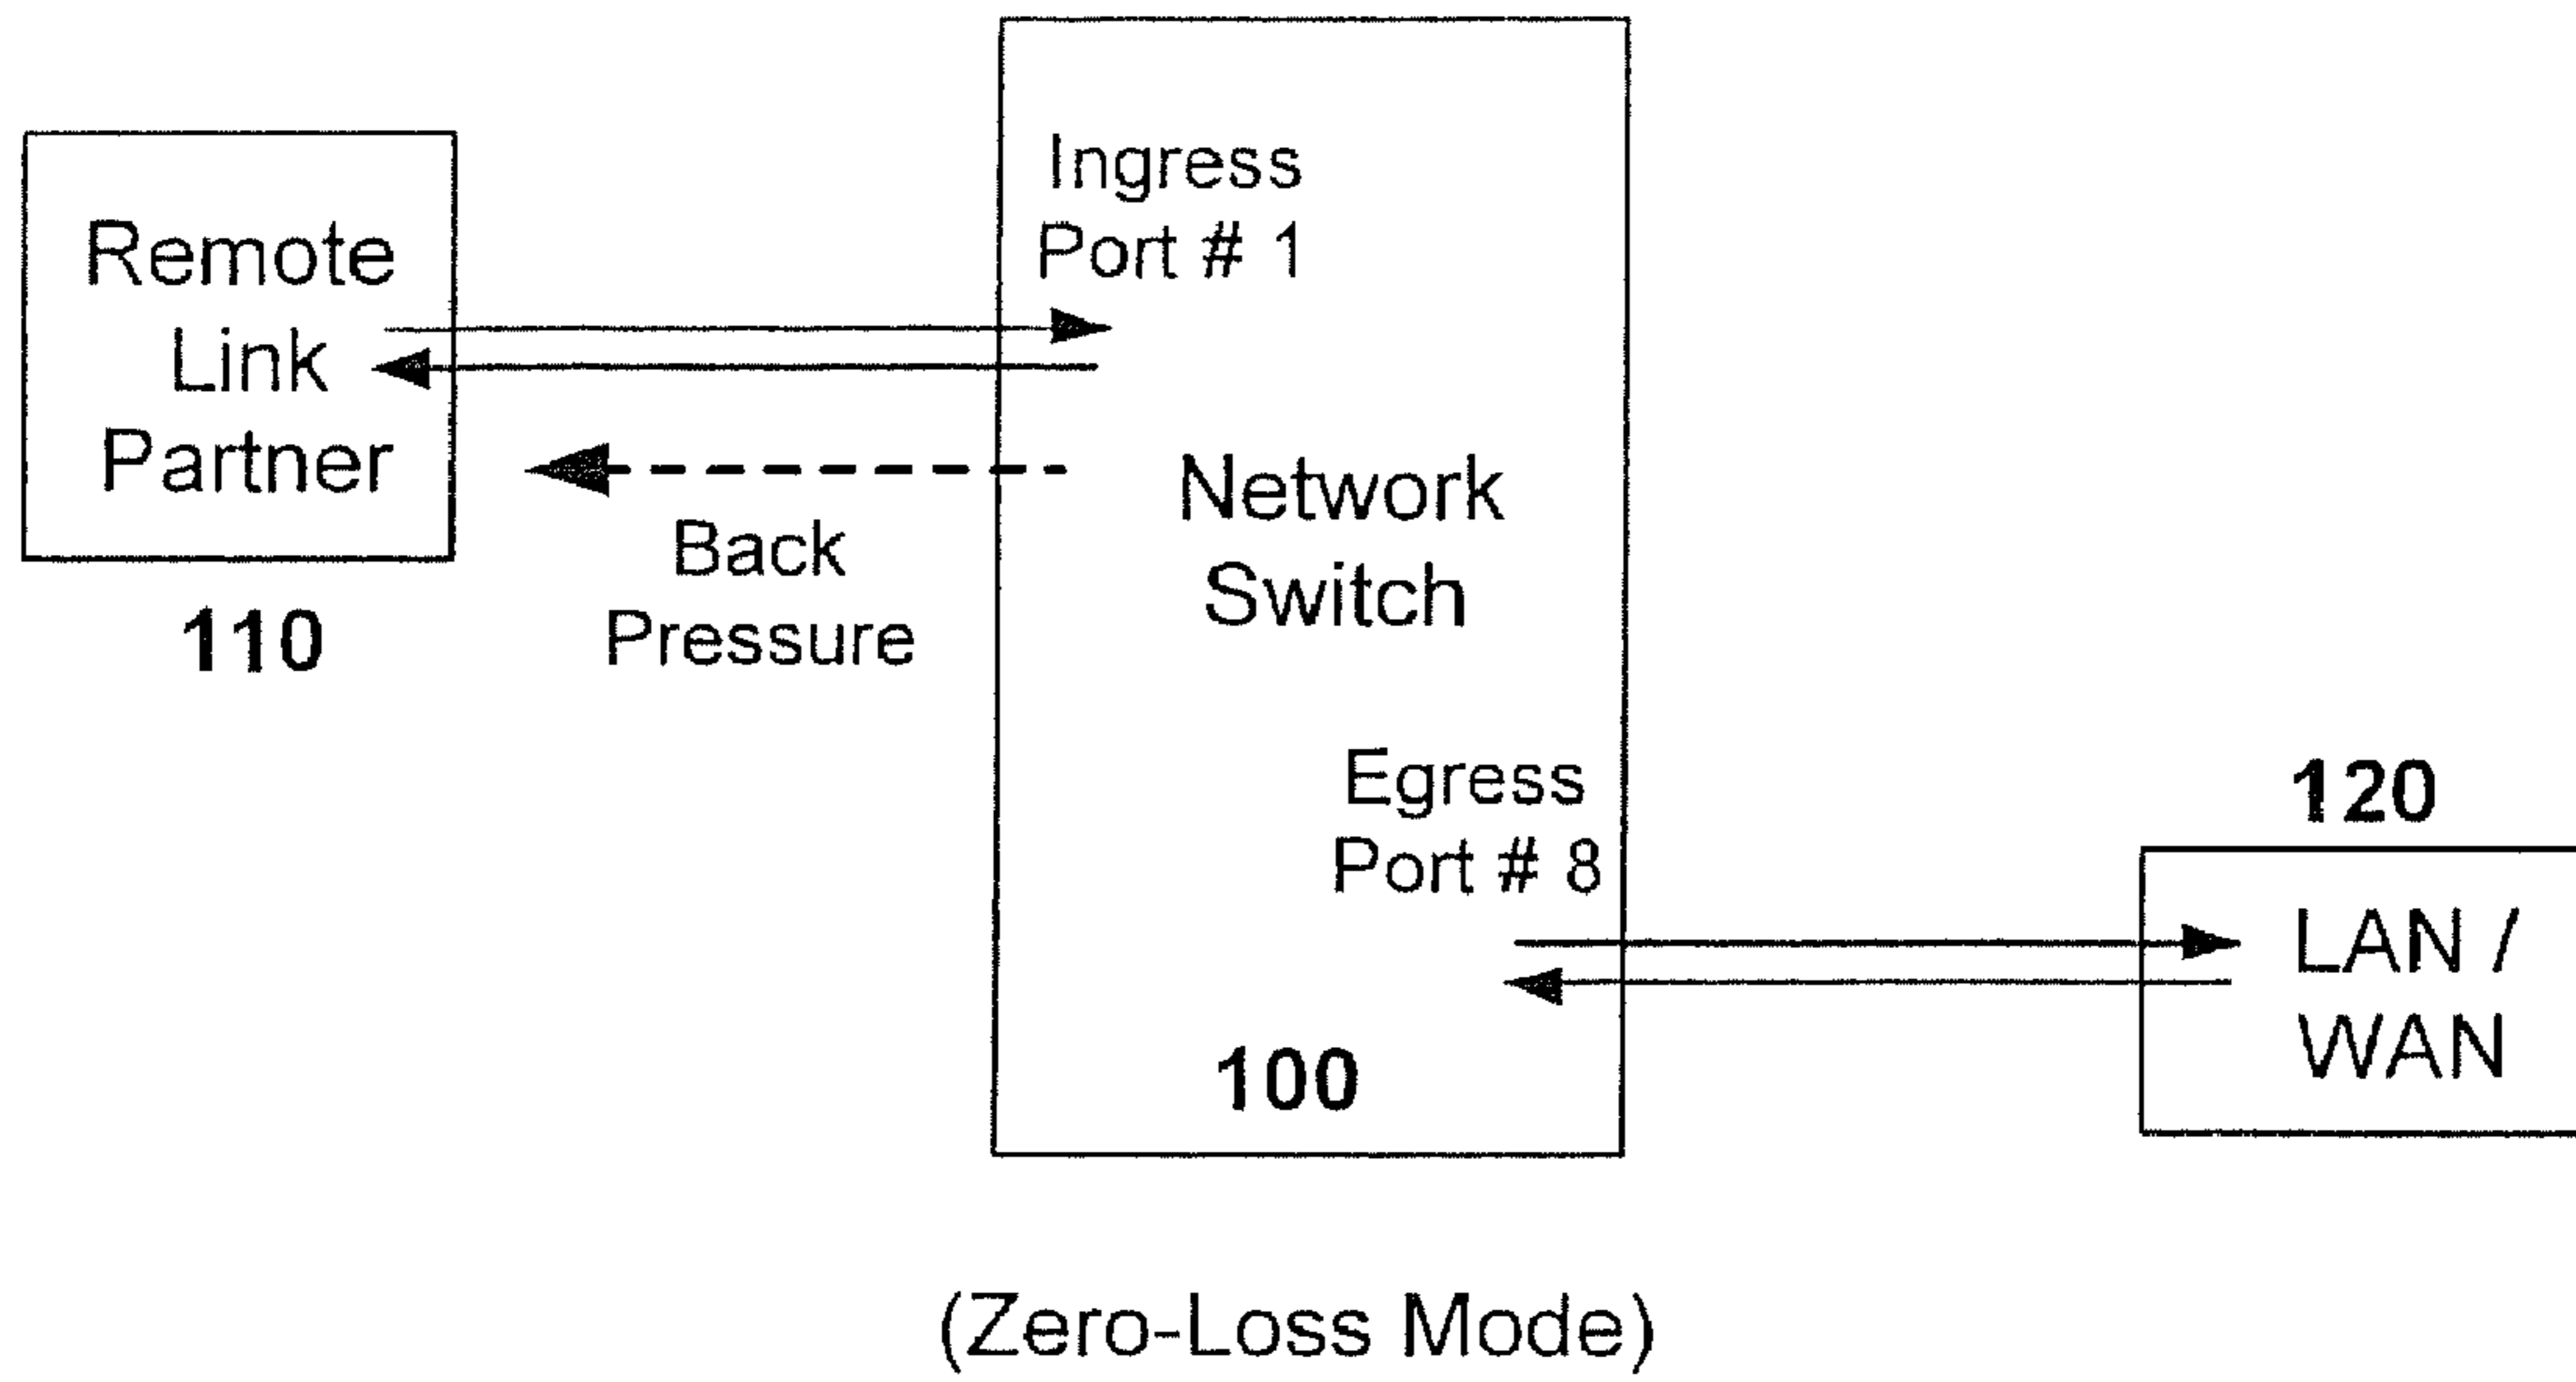 Ingress
Port # 1
Remote
Link
Partner
110
Back
Pressure
Network
Switch
Egress
Port # 8
100
120
LAN /
WAN
(Zero-Loss Mode)